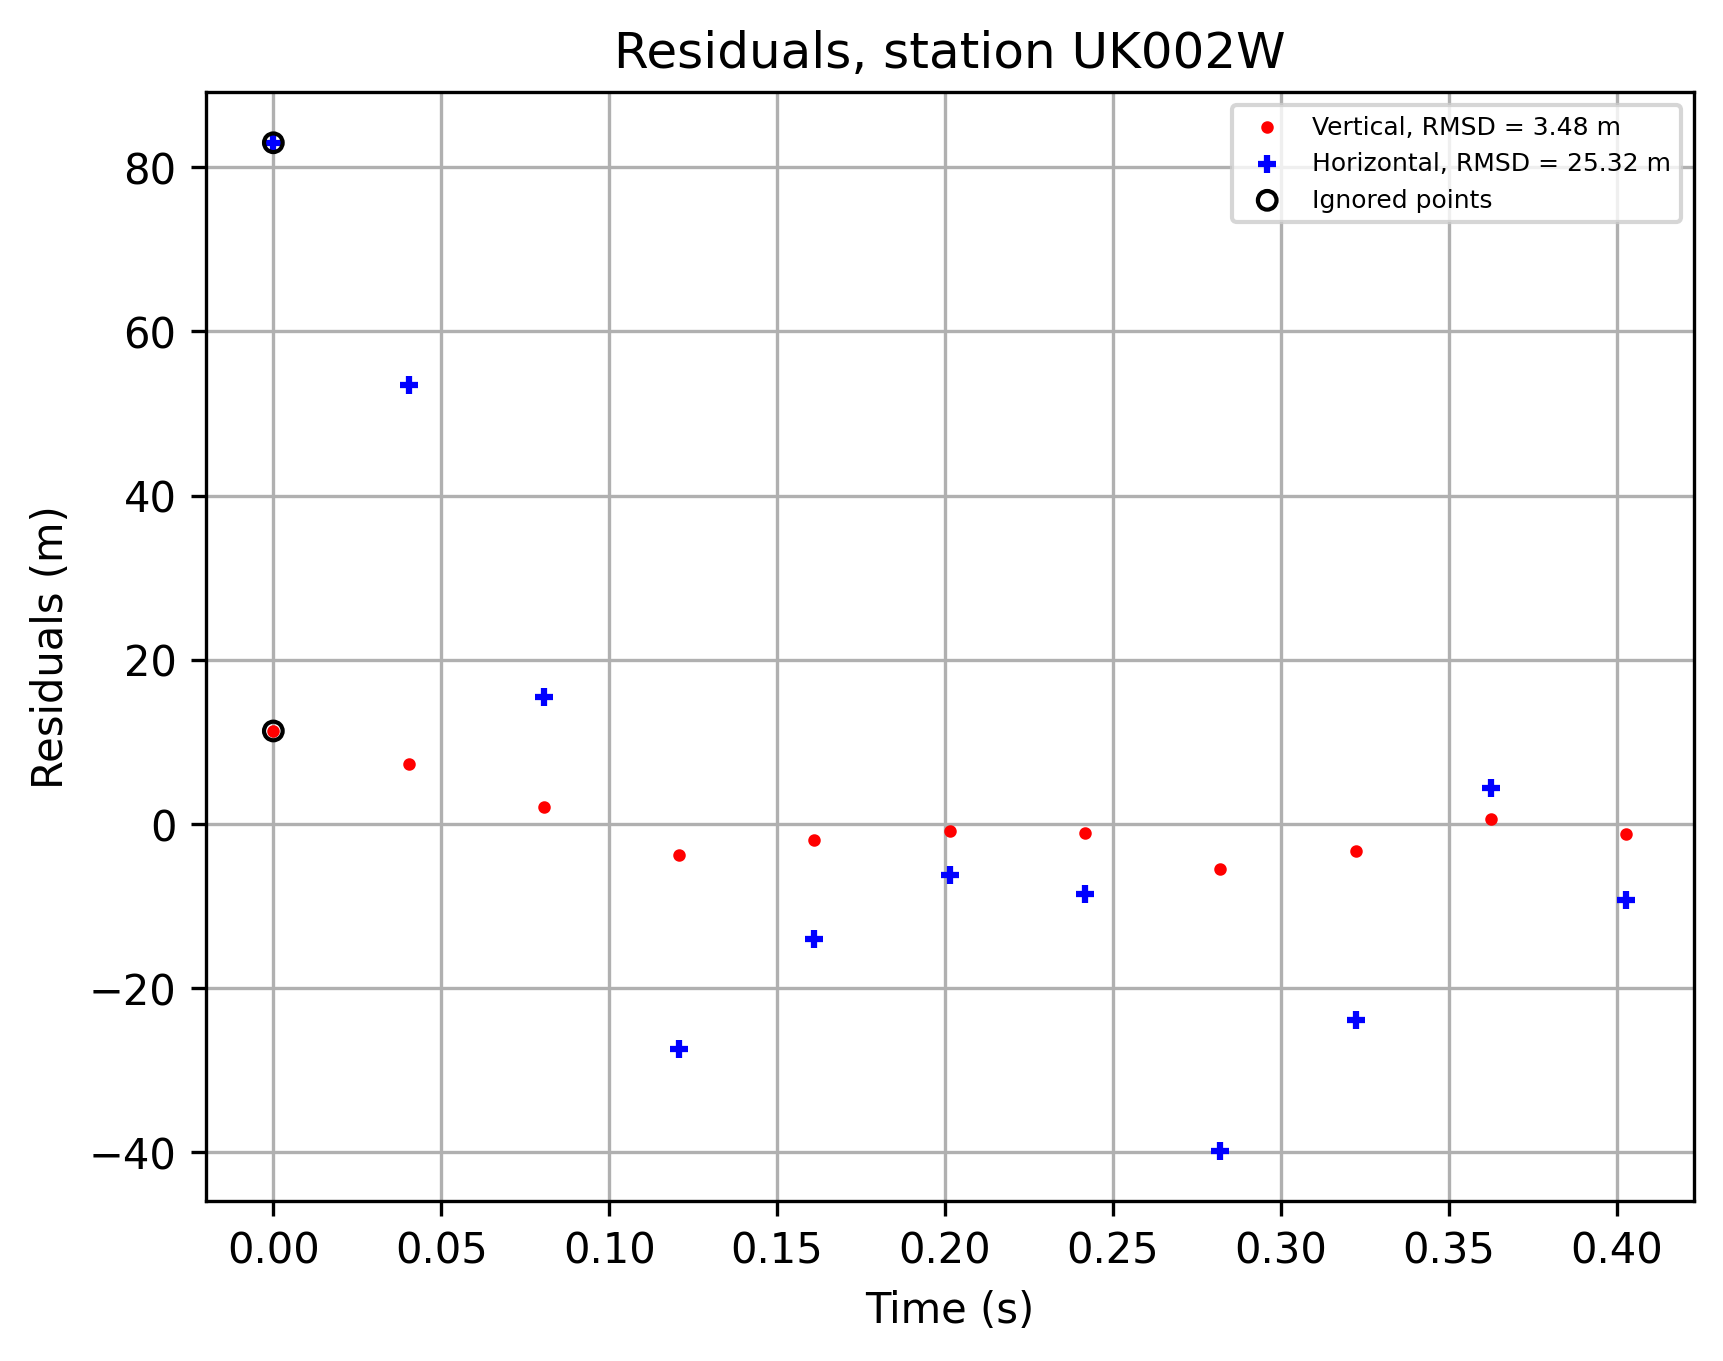 Residuals, station UK002W
Vertical, RMSD = 3.48 m
Horizontal, RMSD = 25.32 m
Ignored points
Residuals (m)
80
60
40
20
0
−20
−40
0.00 0.05 0.10 0.15 0.20 0.25 0.30 0.35 0.40
Time (s)